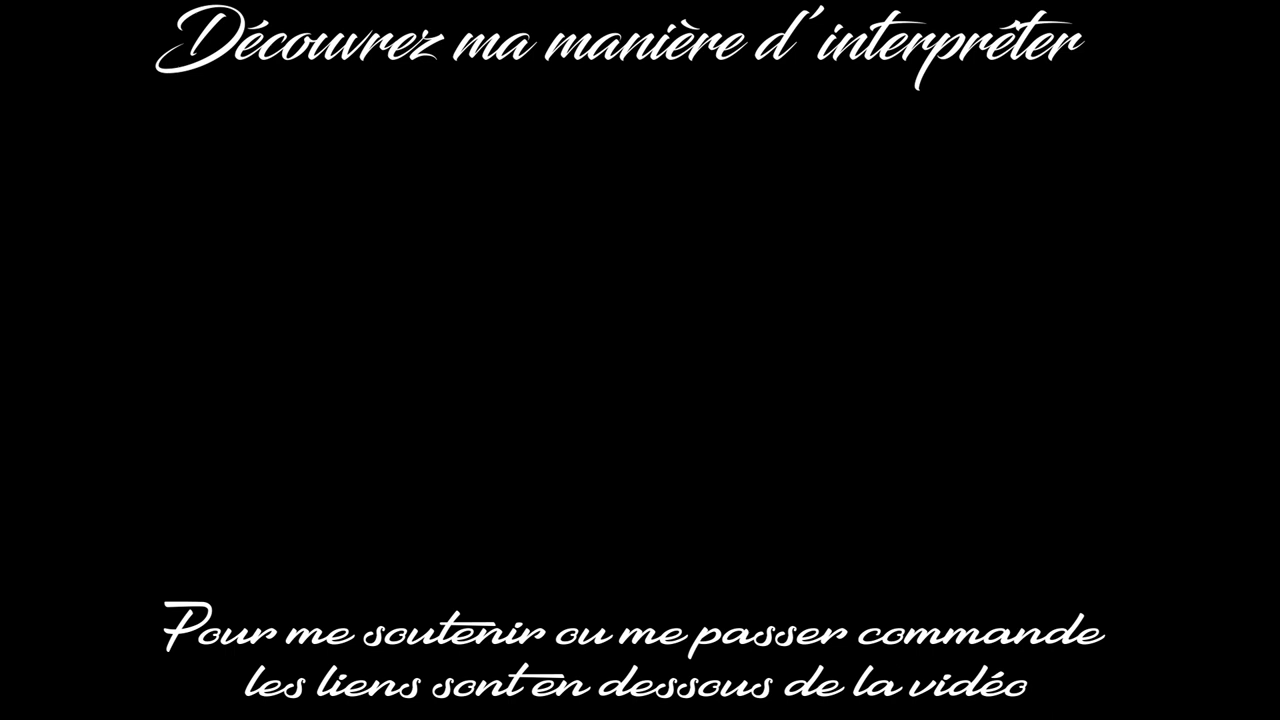 Découvrez ma manière d'interpréter
Pour me soutenir ou me passer commande
les liens sont en dessous de la vidéo